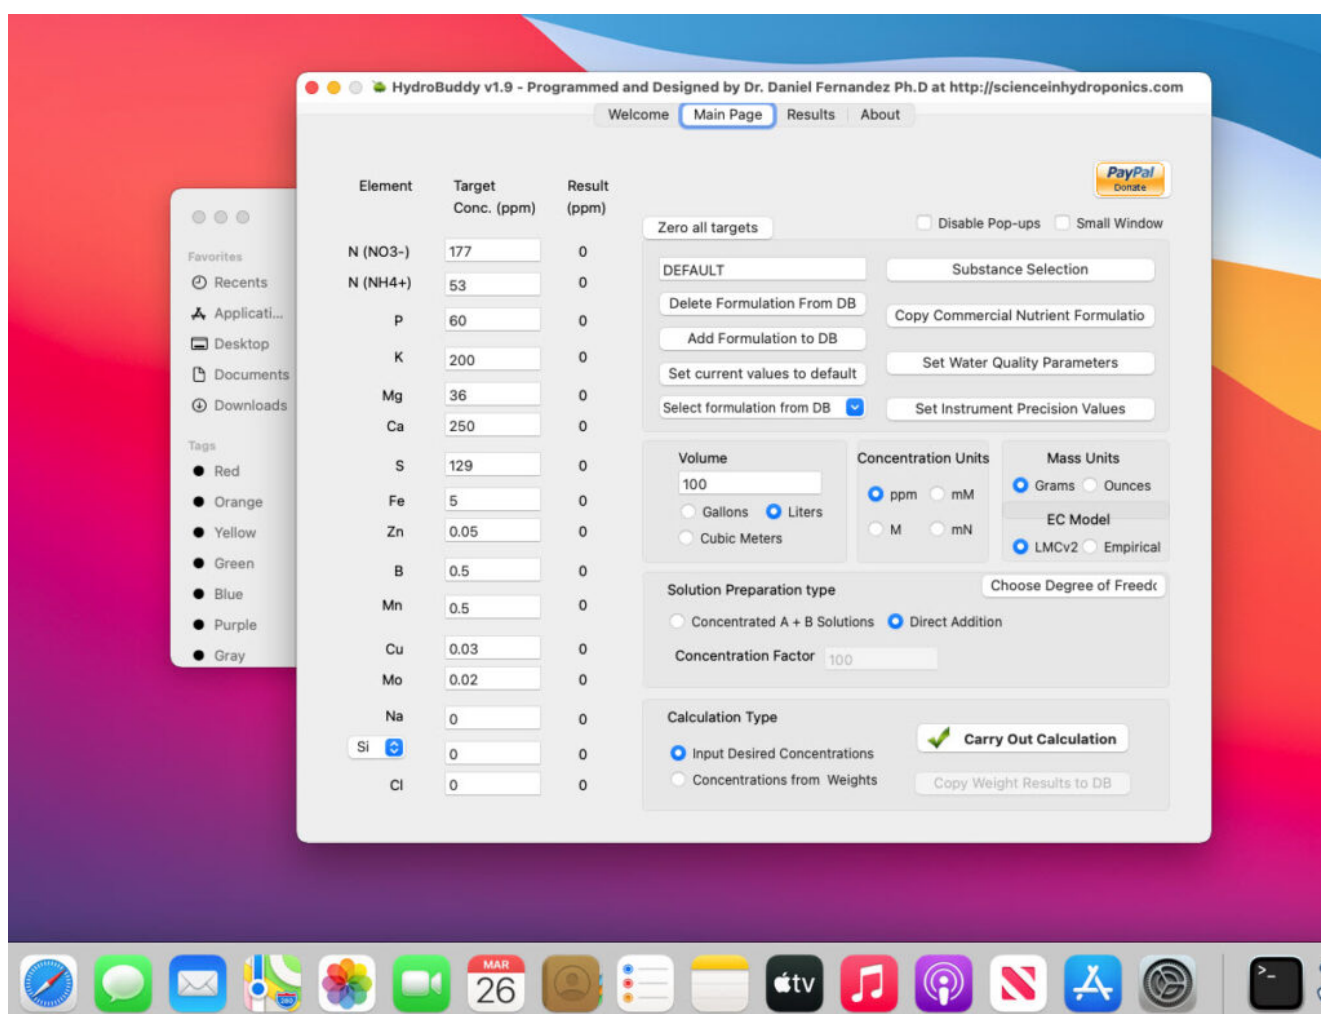 HydroBuddy v1.9 - Programmed and Designed by Dr. Daniel Fernandez Ph.D at http://scienceinhydroponics.com
Welcome Main Page Results About
PayPal
Donate
Element Target Conc. (ppm) Result (ppm)
Zero all targets
Disable Pop-ups Small Window
N (NO3-) 177 0
N (NH4+) 53 0
P 60 0
K 200 0
Mg 36 0
Ca 250 0
S 129 0
Fe 5 0
Zn 0.05 0
B 0.5 0
Mn 0.5 0
Cu 0.03 0
Mo 0.02 0
Na 0 0
Si 0 0
Cl 0 0
DEFAULT
Delete Formulation From DB
Add Formulation to DB
Set current values to default
Select formulation from DB
Substance Selection
Copy Commercial Nutrient Formulatio
Set Water Quality Parameters
Set Instrument Precision Values
Volume
100
Gallons Liters
Cubic Meters
Concentration Units
ppm mM
M mN
Mass Units
Grams Ounces
EC Model
LMCv2 Empirical
Solution Preparation type
Choose Degree of Freedc
Concentrated A + B Solutions Direct Addition
Concentration Factor 100
Calculation Type
Input Desired Concentrations
Concentrations from Weights
Carry Out Calculation
Copy Weight Results to DB
Favorites
Recents
Applicati...
Desktop
Documents
Downloads
Tags
Red
Orange
Yellow
Green
Blue
Purple
Gray
280
MAR
26
tv
>_